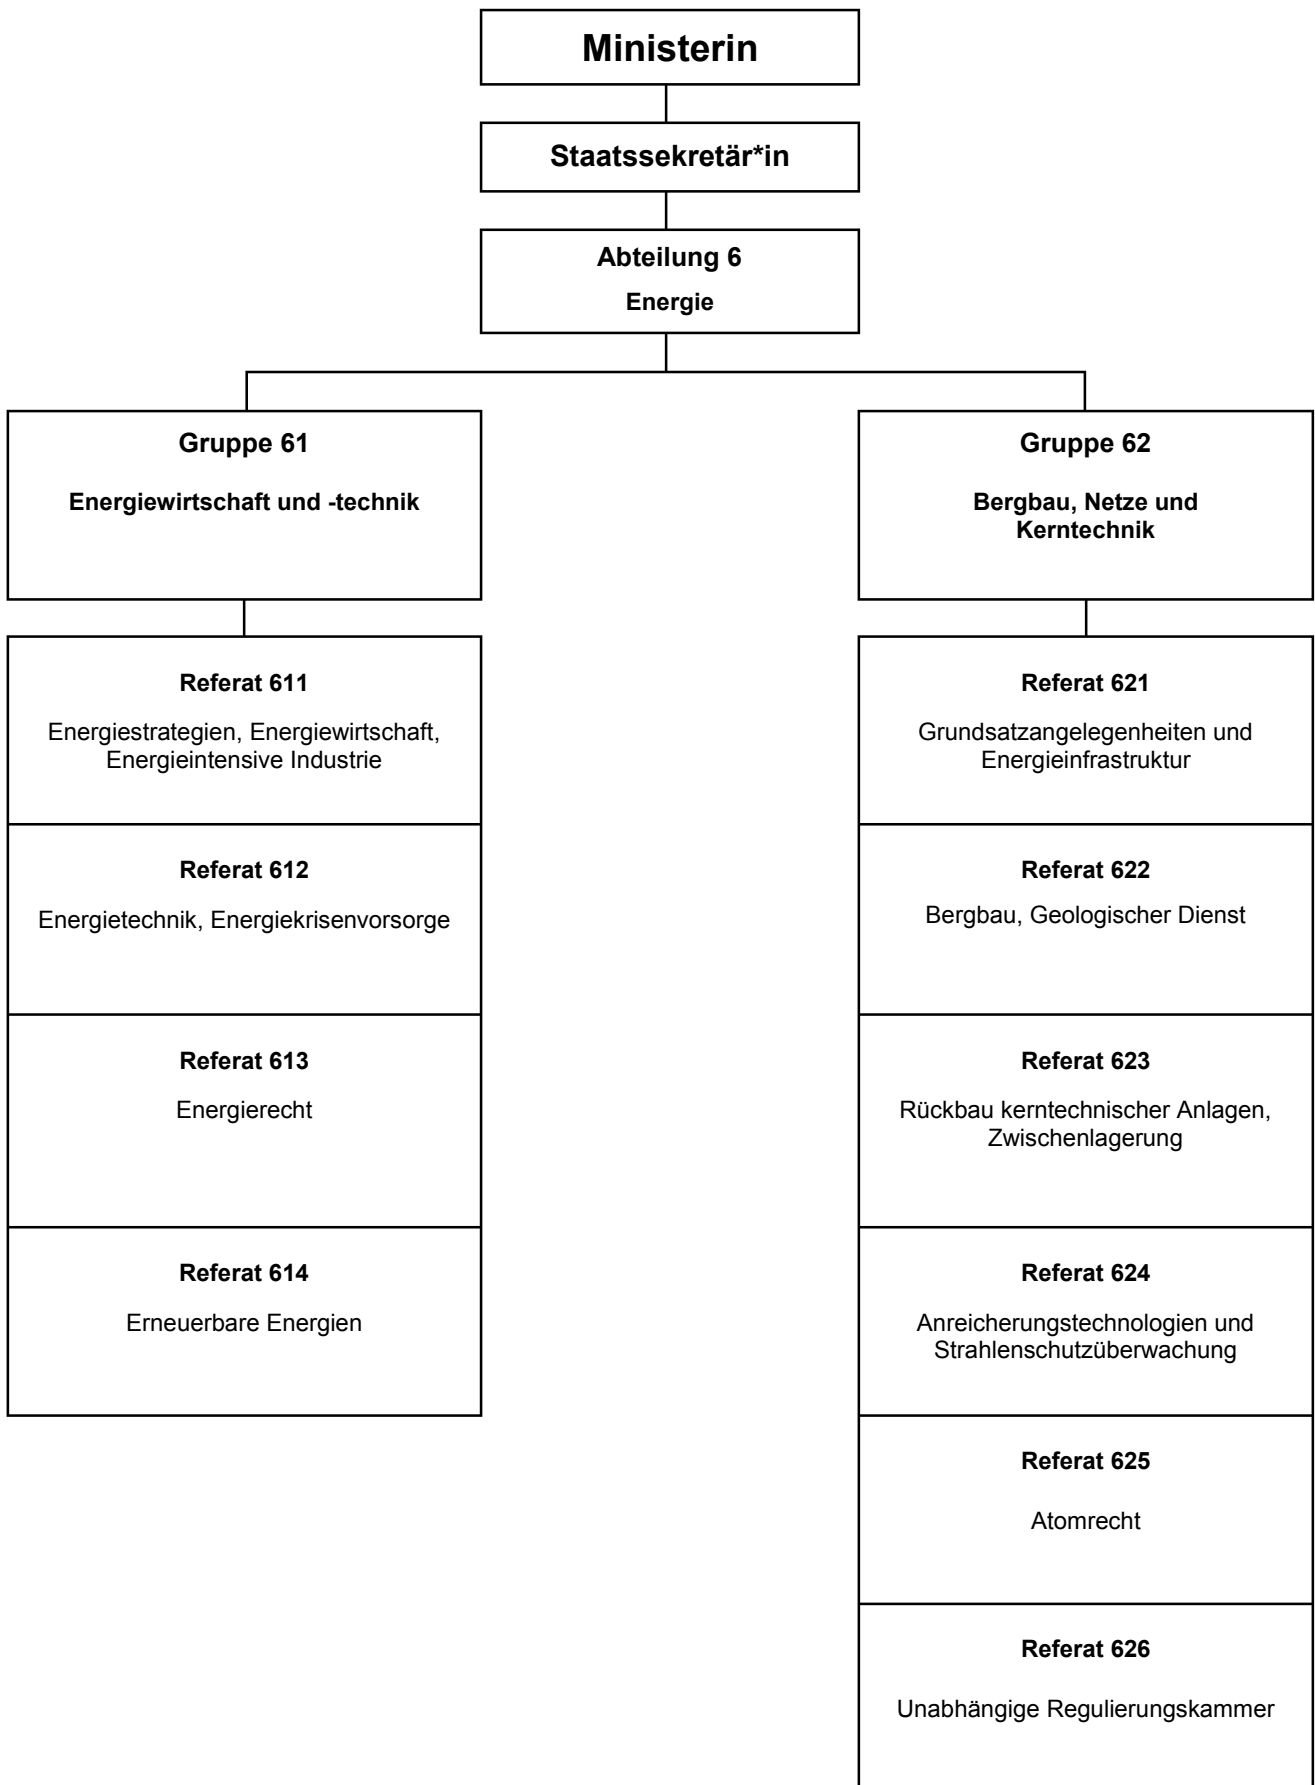 Ministerin
Staatssekretär*in
Abteilung 6
Energie
Gruppe 61
Energiewirtschaft und -technik
Gruppe 62
Bergbau, Netze und
Kerntechnik
Referat 611
Energiestrategien, Energiewirtschaft,
Energieintensive Industrie
Referat 612
Energietechnik, Energiekrisenvorsorge
Referat 613
Energierecht
Referat 614
Erneuerbare Energien
Referat 621
Grundsatzangelegenheiten und
Energieinfrastruktur
Referat 622
Bergbau, Geologischer Dienst
Referat 623
Rückbau kerntechnischer Anlagen,
Zwischenlagerung
Referat 624
Anreicherungstechnologien und
Strahlenschutzüberwachung
Referat 625
Atomrecht
Referat 626
Unabhängige Regulierungskammer